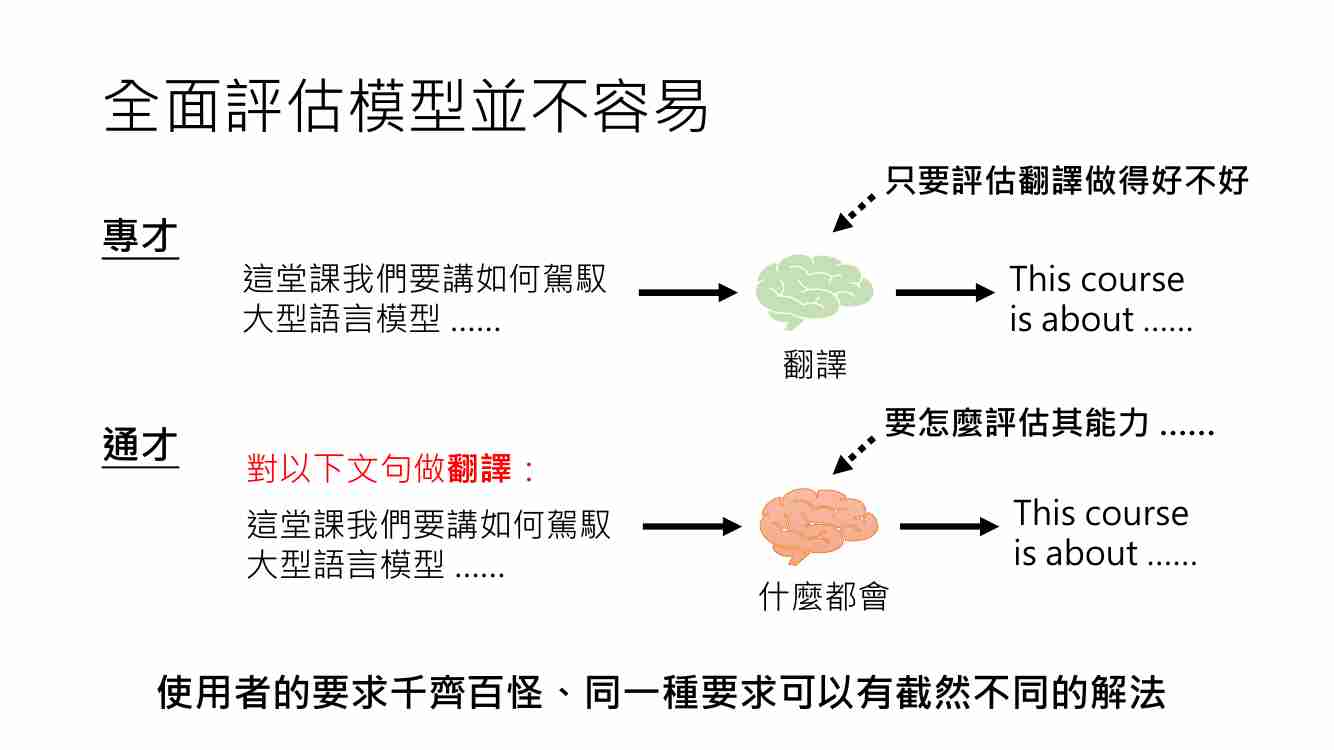 全面評估模型並不容易
只要評估翻譯做得好不好
專才
這堂課我們要講如何駕馭
大型語言模型 ......
This course
is about ......
翻譯
通才
要怎麼評估其能力 ......
對以下文句做翻譯：
這堂課我們要講如何駕馭
大型語言模型 ......
This course
is about ......
什麼都會
使用者的要求千齊百怪、同一種要求可以有截然不同的解法